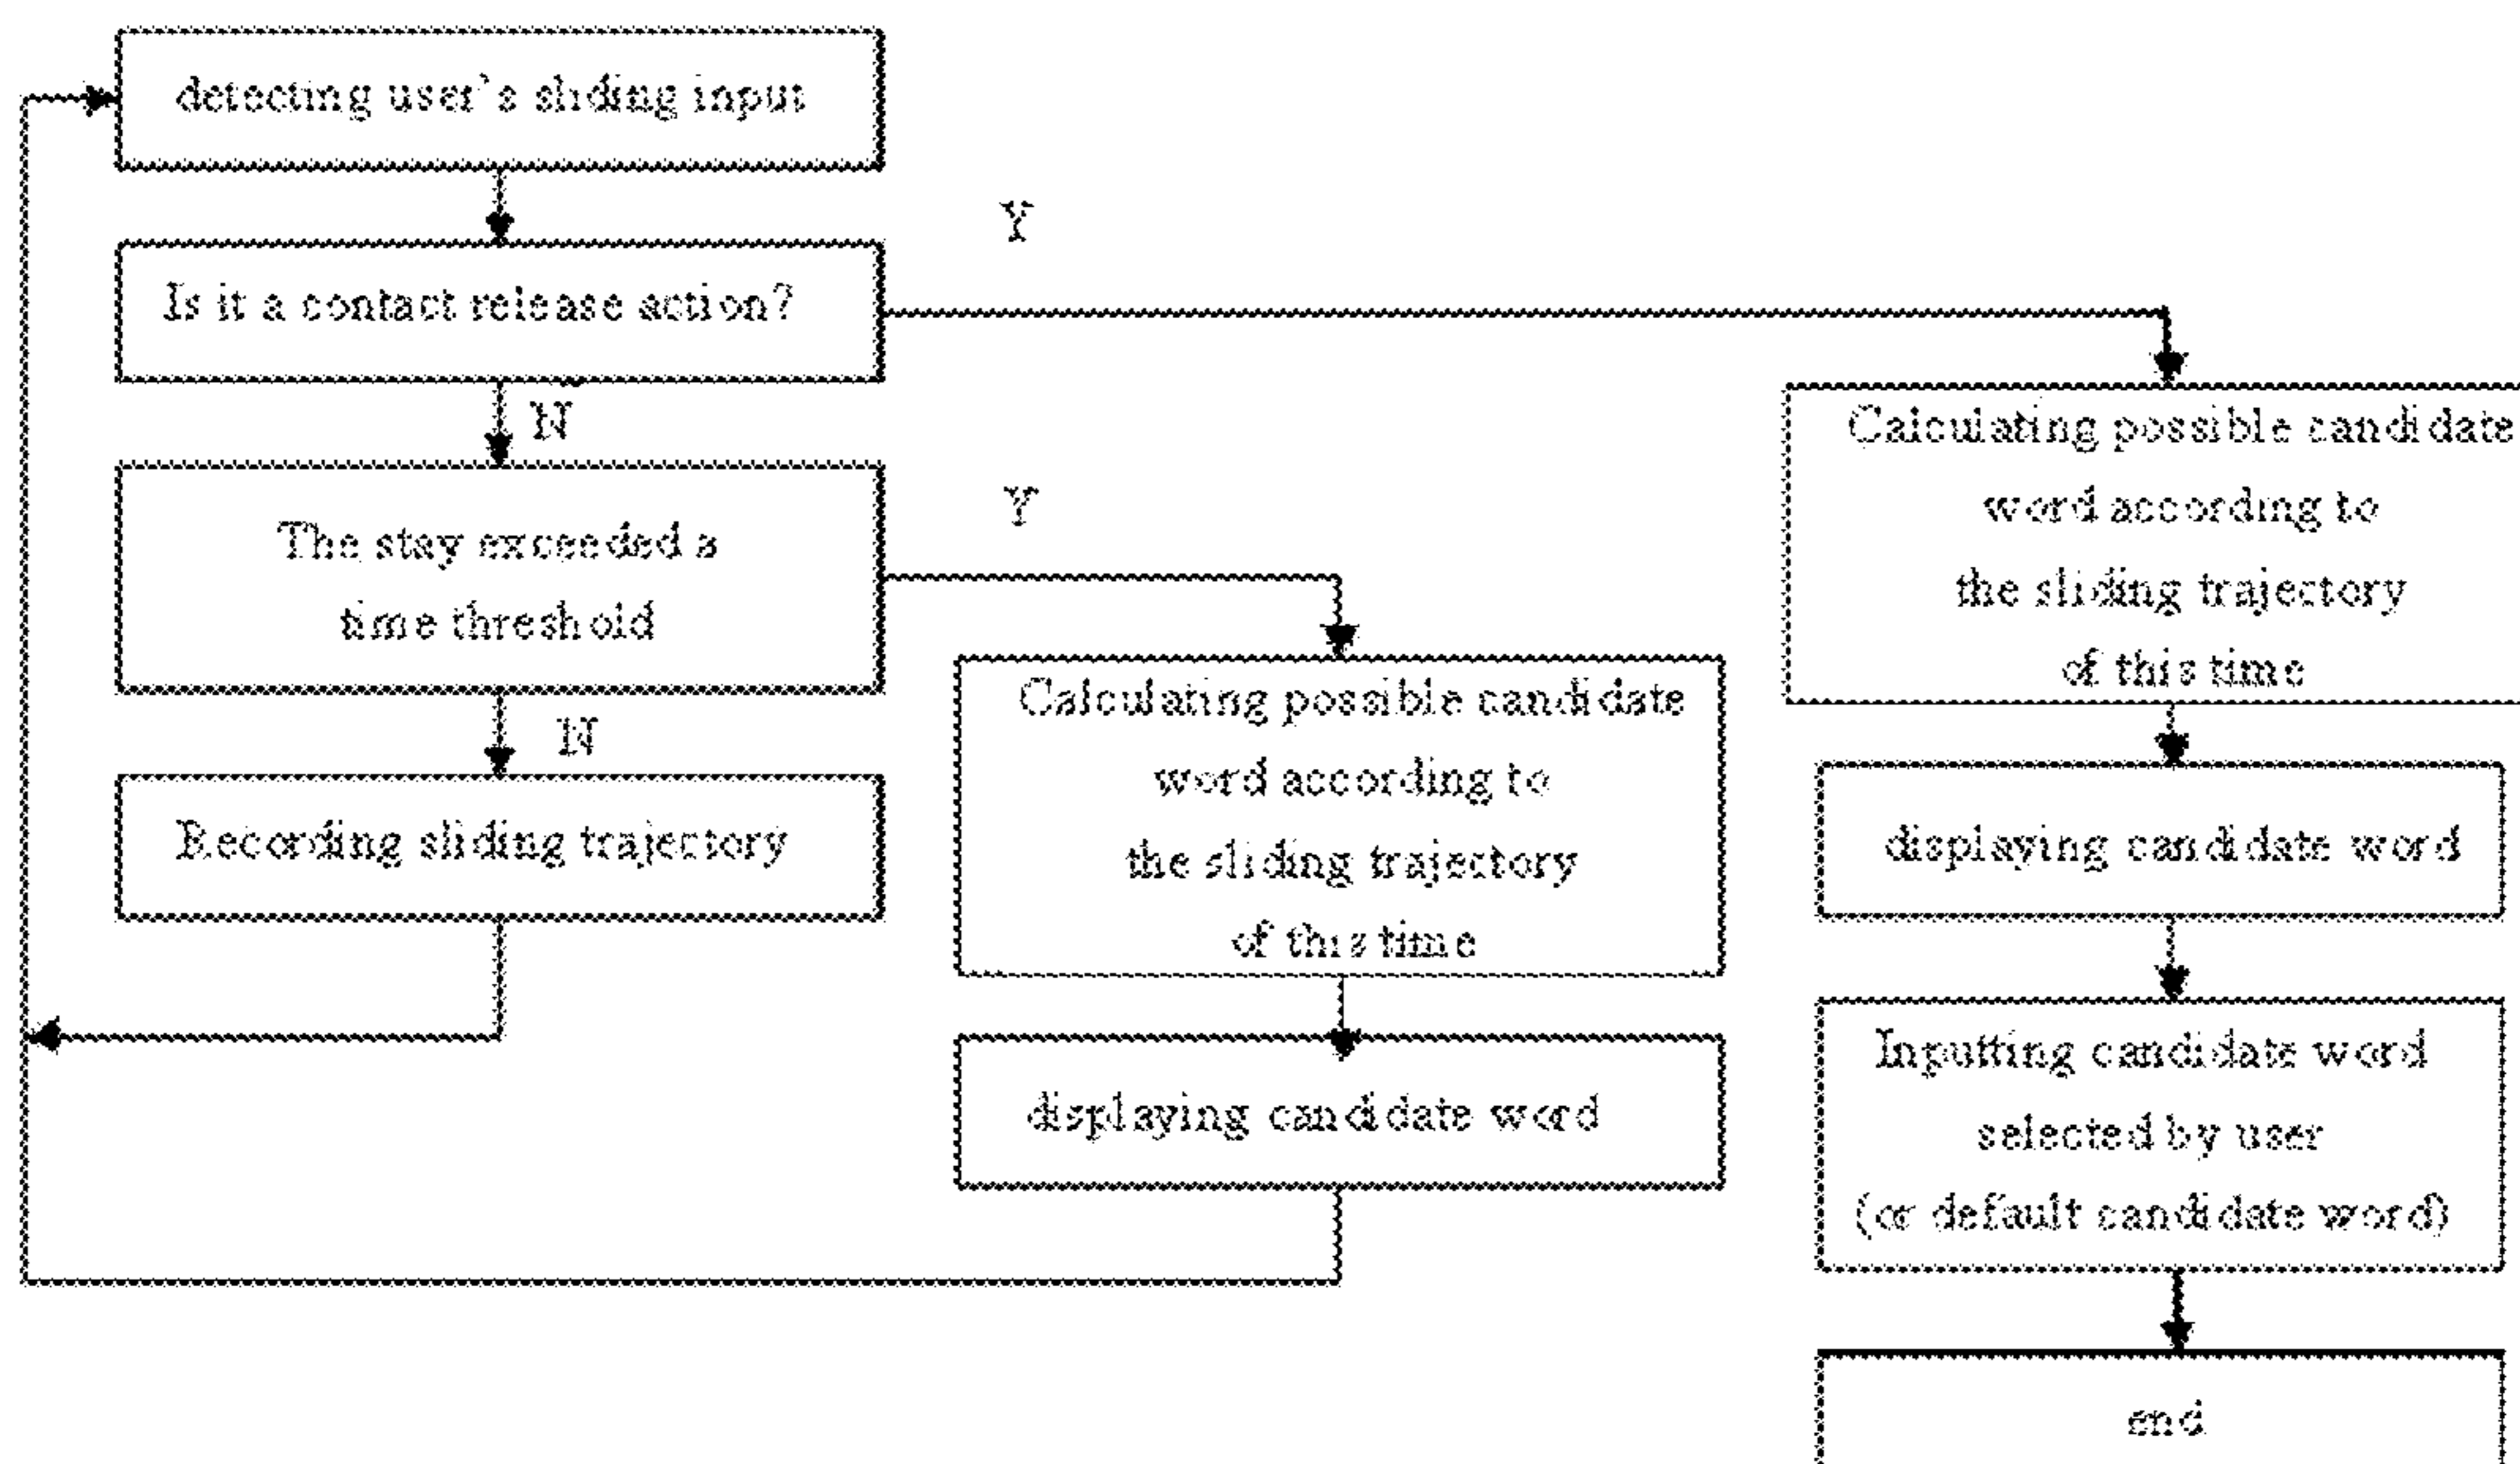 detecting user's sliding input
Y
Is it a contact release action?
N
Calculating possible candidate
word according to
the sliding trajectory
of this time
The stay exceeded a
time threshold
Y
N
Calculating possible candidate
word according to
the sliding trajectory
of this time
Recording sliding trajectory
displaying candidate word
displaying candidate word
Inputting candidate word
selected by user
(or default candidate word)
end